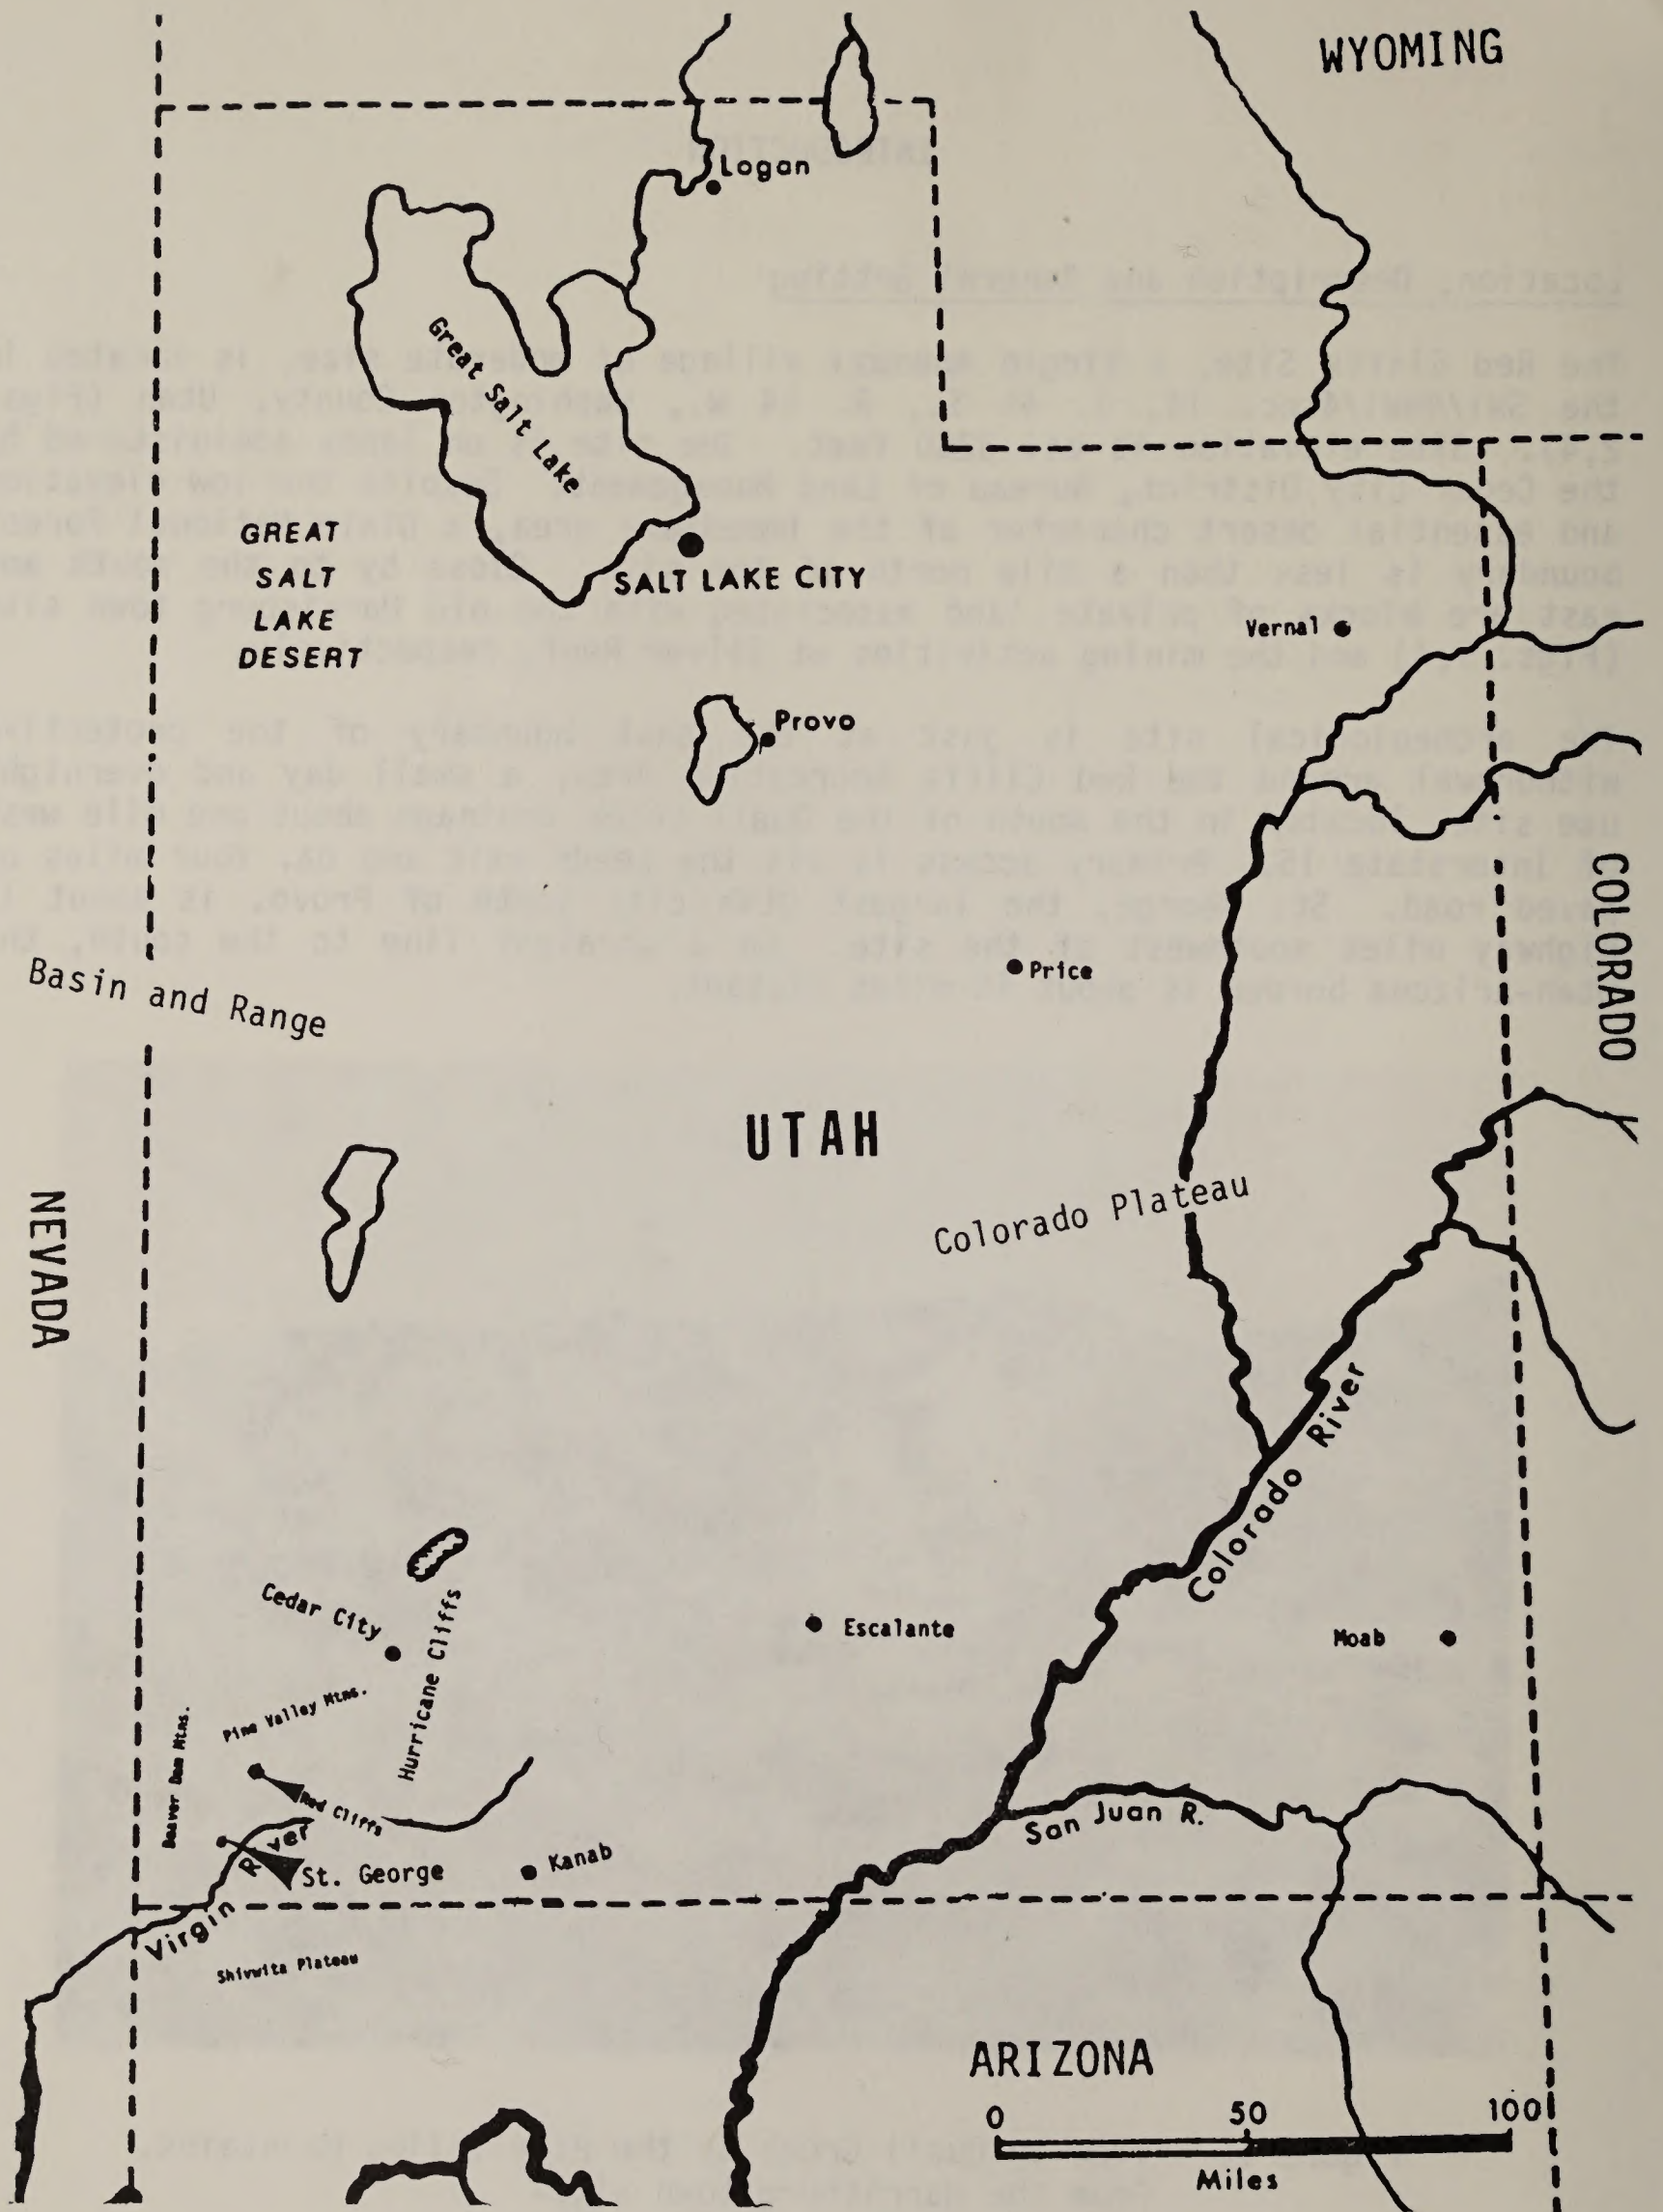 WYOMING
Logan
Great Salt Lake
GREAT
SALT
LAKE
DESERT
SALT LAKE CITY
Vernal
Provo
COLORADO
Price
Basin and Range
UTAH
Colorado Plateau
NEVADA
Colorado River
Cedar City
Hurricane Cliffs
Escalante
Moab
Pine Valley Mtns.
Beaver Dam Mtns.
Red Cliffs
San Juan R.
Virgin River
St. George
Kanab
Shivwits Plateau
ARIZONA
0 50 100
Miles